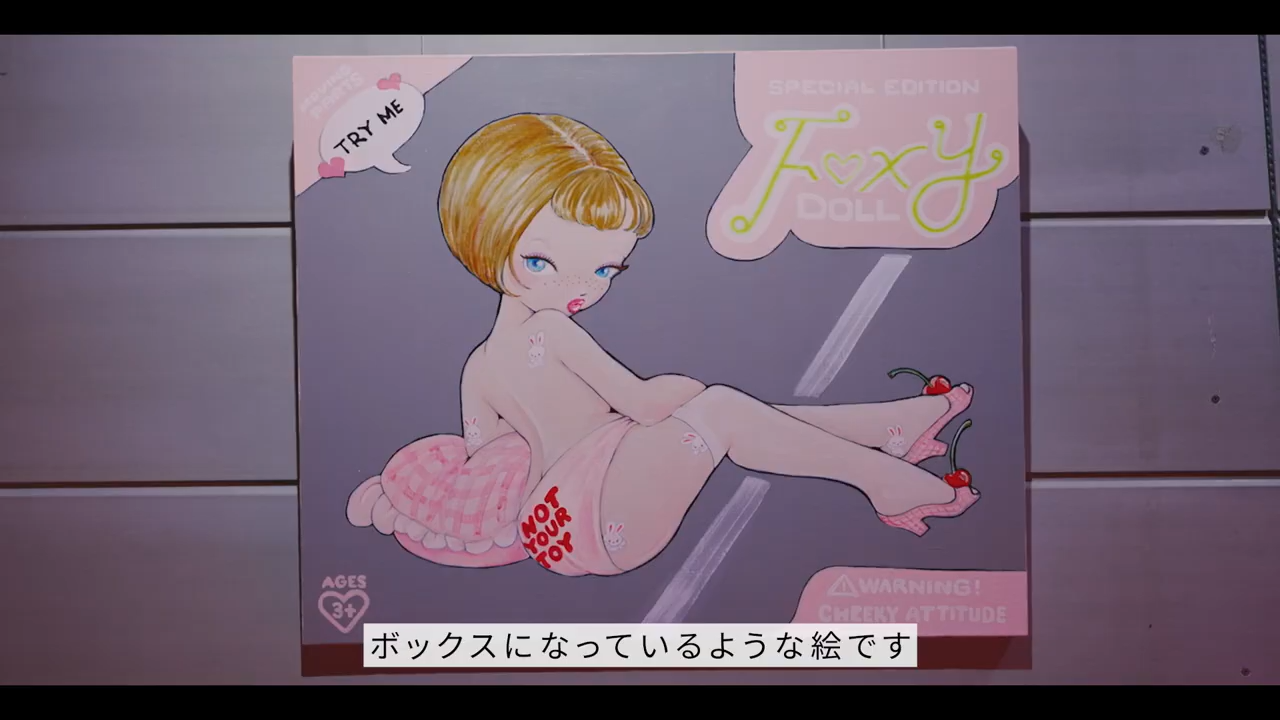 MOVING
PARTS
TRY ME
SPECIAL EDITION
Foxy
DOLL
NOT
YOUR
TOY
AGES
3+
WARNING!
CHEEKY ATTITUDE
ボックスになっているような絵です